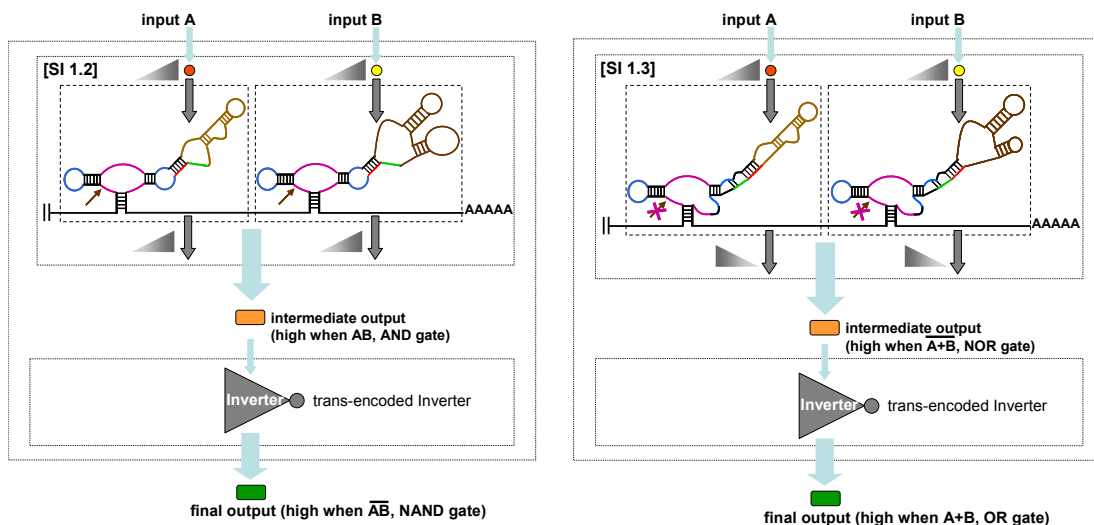 input A
input B
[SI 1.2]
AAAAA
intermediate output
(high when A̅B̅, AND gate)
Inverter
trans-encoded Inverter
final output (high when A̅B̅, NAND gate)
input A
input B
[SI 1.3]
AAAAA
intermediate output
(high when A̅+̅B̅, NOR gate)
Inverter
trans-encoded Inverter
final output (high when A+B, OR gate)